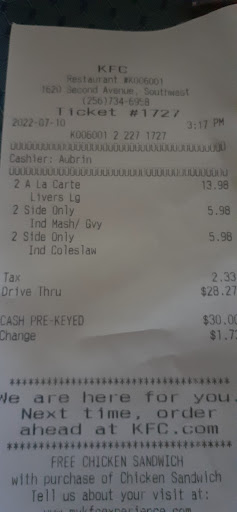 KFC
Restaurant #K006001
1620 Second Avenue, Southwest
(256)734-6958
Ticket #1727
2022-07-10 3:17 PM
K006001 2 227 1727
Cashier: Aubrin
2 A La Carte 13.98
Livers Lg
2 Side Only 5.98
Ind Mash/ Gvy
2 Side Only 5.98
Ind Coleslaw
Tax 2.33
Drive Thru $28.27
CASH PRE-KEYED $30.00
Change $1.73
************************************
We are here for you.
Next time, order
ahead at KFC.com
************************************
FREE CHICKEN SANDWICH
with purchase of Chicken Sandwich
Tell us about your visit at: